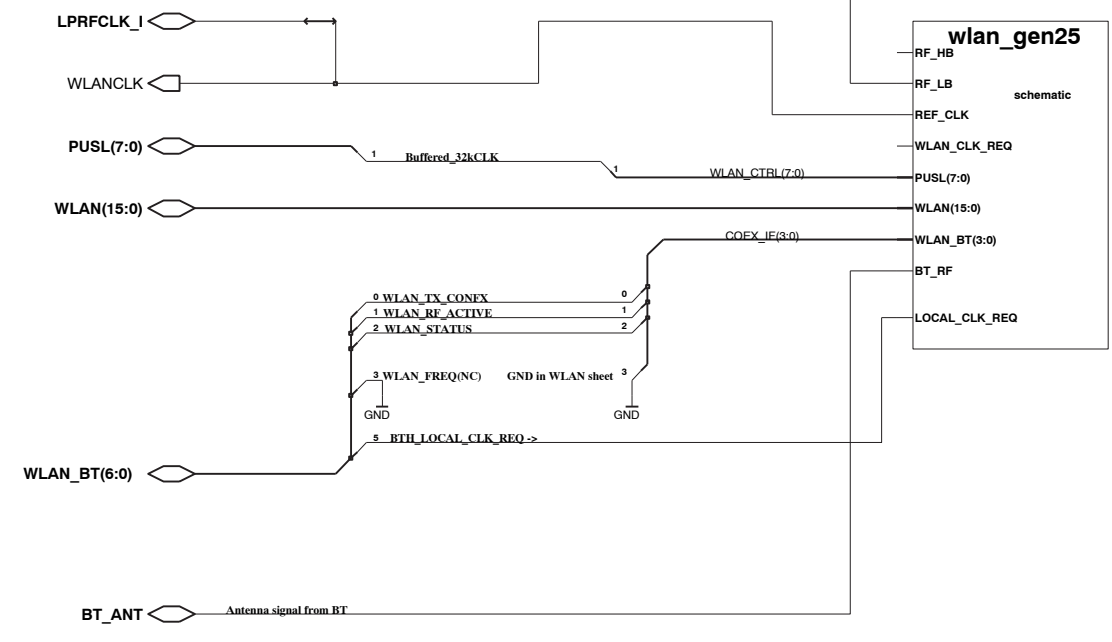 LPRFCLK_I
wlan_gen25
RF_HB
WLANCLK
RF_LB
schematic
REF_CLK
PUSL(7:0)
WLAN_CLK_REQ
1
Buffered_32kCLK
1
WLAN_CTRL(7:0)
PUSL(7:0)
WLAN(15:0)
WLAN(15:0)
COEX_IF(3:0)
WLAN_BT(3:0)
BT_RF
0 WLAN_TX_CONFX
0
1 WLAN_RF_ACTIVE
1
LOCAL_CLK_REQ
2 WLAN_STATUS
2
3 WLAN_FREQ(NC)
GND in WLAN sheet
3
GND
GND
5 BTH_LOCAL_CLK_REQ ->
WLAN_BT(6:0)
BT_ANT
Antenna signal from BT